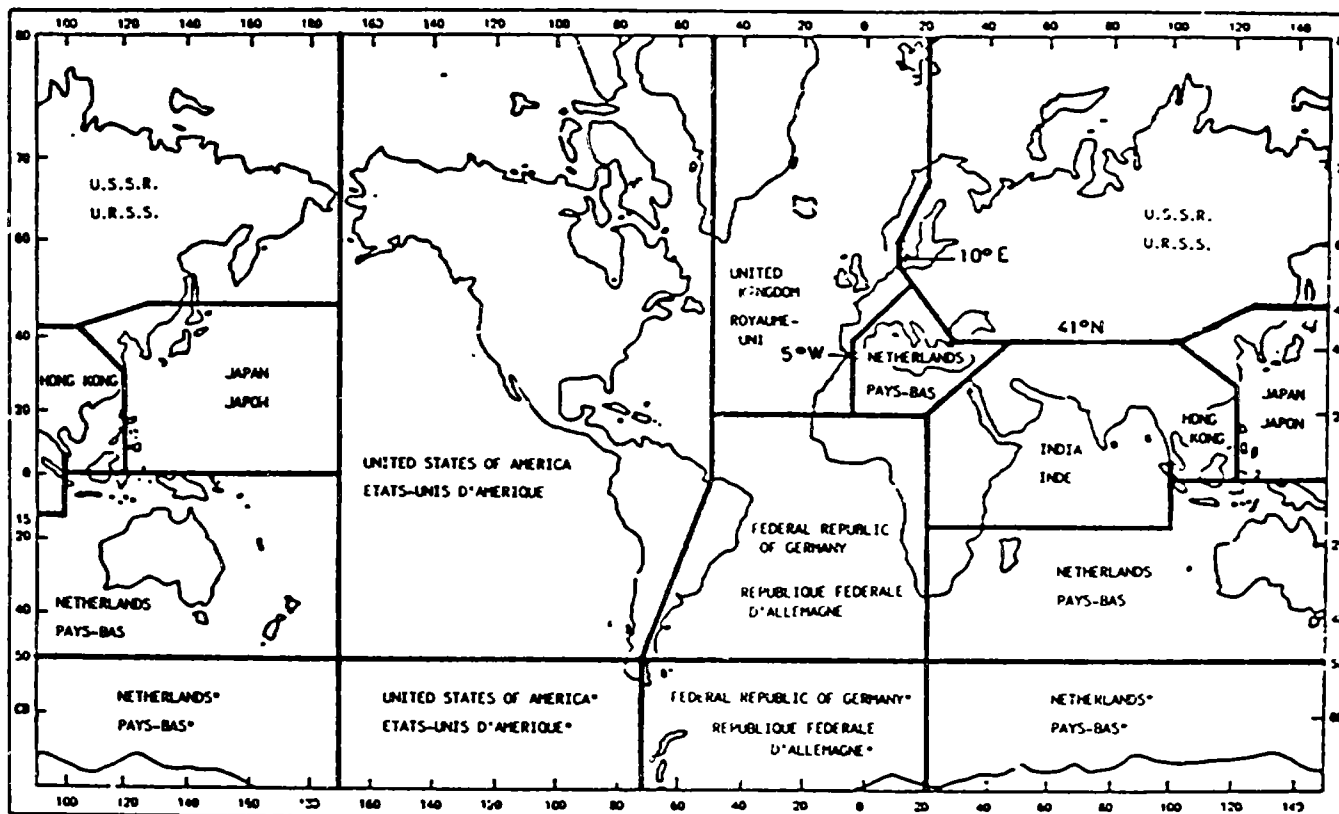 100 120 140 160 180 160 140 120 100 80 60 40 20 0 20 40 60 80 100 120 140
80
70
U.S.S.R.
U.R.S.S.
U.S.S.R.
U.R.S.S.
60
10° E
UNITED
KINGDOM
ROYAUME-
UNI
41°N
40
5°W
NETHERLANDS
PAYS-BAS
HONG KONG
JAPAN
JAPON
JAPAN
JAPON
20
HONG
KONG
INDIA
INDE
0
UNITED STATES OF AMERICA
ETATS-UNIS D'AMERIQUE
15
20
FEDERAL REPUBLIC
OF GERMANY
REPUBLIQUE FEDERALE
D'ALLEMAGNE
NETHERLANDS
PAYS-BAS
NETHERLANDS
PAYS-BAS
40
50
NETHERLANDS*
PAYS-BAS*
UNITED STATES OF AMERICA*
ETATS-UNIS D'AMERIQUE*
FEDERAL REPUBLIC OF GERMANY*
REPUBLIQUE FEDERALE
D'ALLEMAGNE*
NETHERLANDS*
PAYS-BAS*
100 120 140 160 140 120 100 80 60 40 20 0 20 40 60 80 100 120 140